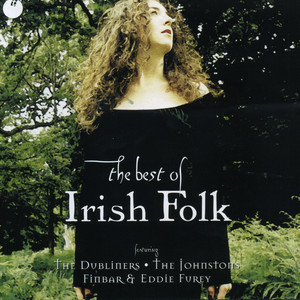 the best of
Irish Folk
featuring
The Dubliners • The Johnstons
Finbar & Eddie Furey